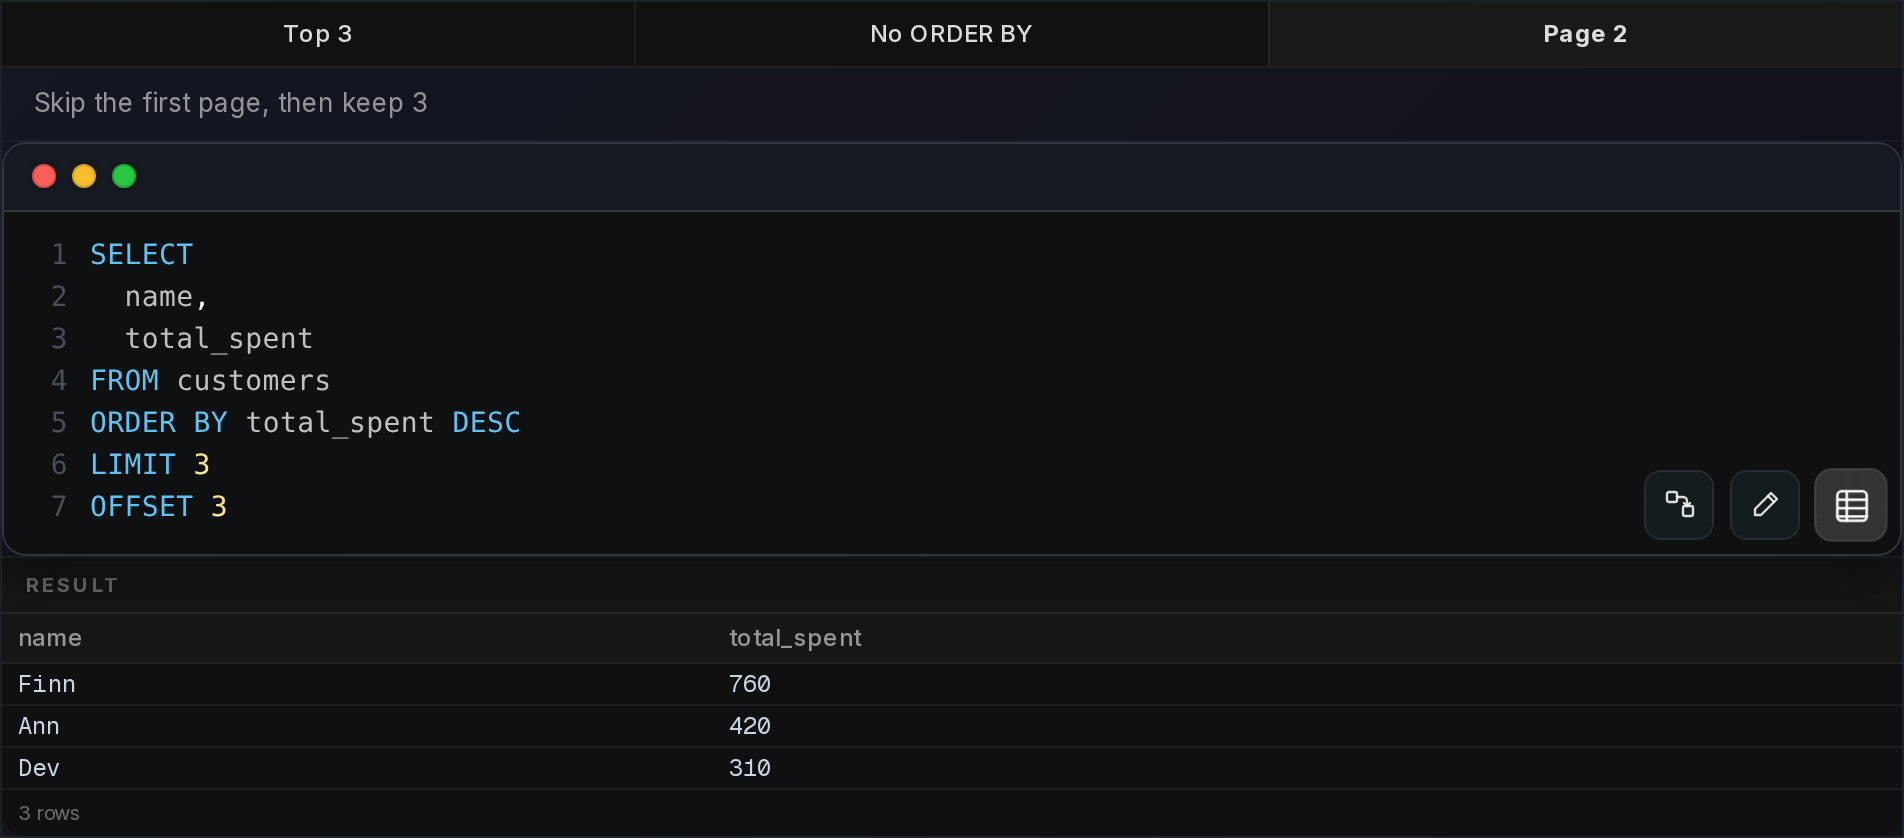 Top 3
No ORDER BY
Page 2
Skip the first page, then keep 3
1 SELECT
2   name,
3   total_spent
4 FROM customers
5 ORDER BY total_spent DESC
6 LIMIT 3
7 OFFSET 3
RESULT
name total_spent
Finn 760
Ann 420
Dev 310
3 rows